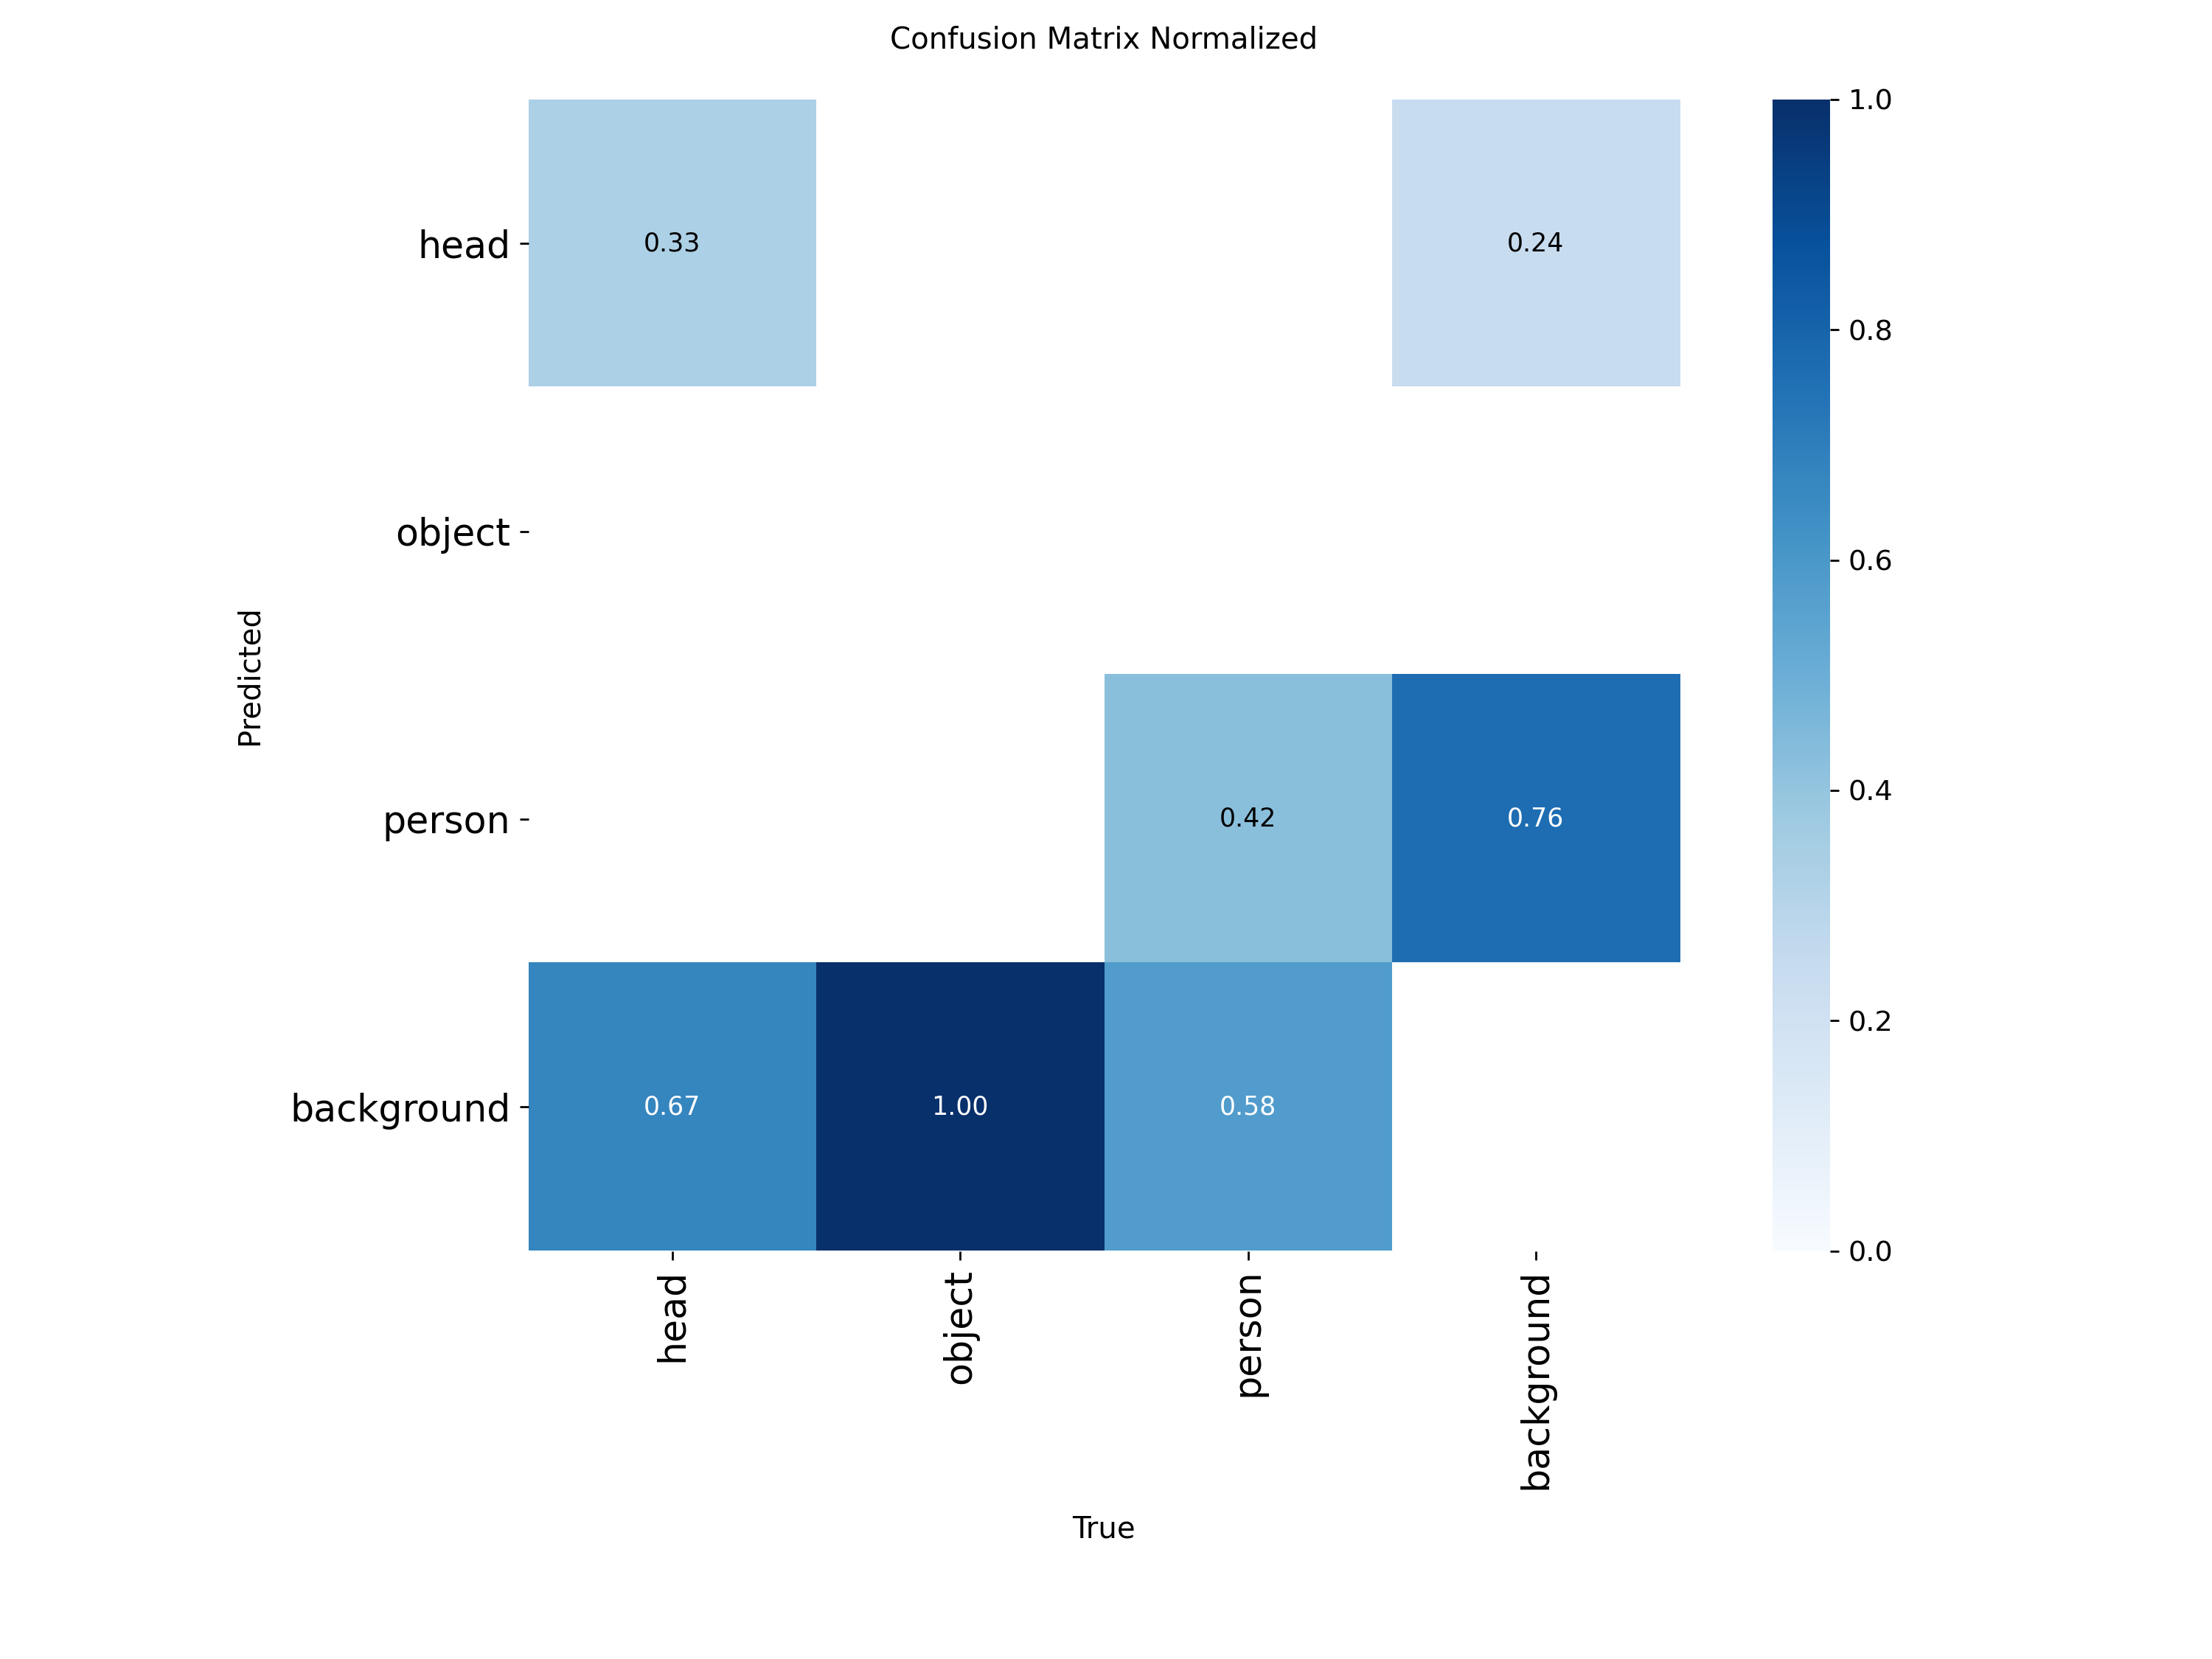 Confusion Matrix Normalized
1.0
head
0.33
0.24
0.8
object
0.6
Predicted
person
0.42
0.76
0.4
background
0.67
1.00
0.58
0.2
0.0
head
object
person
background
True